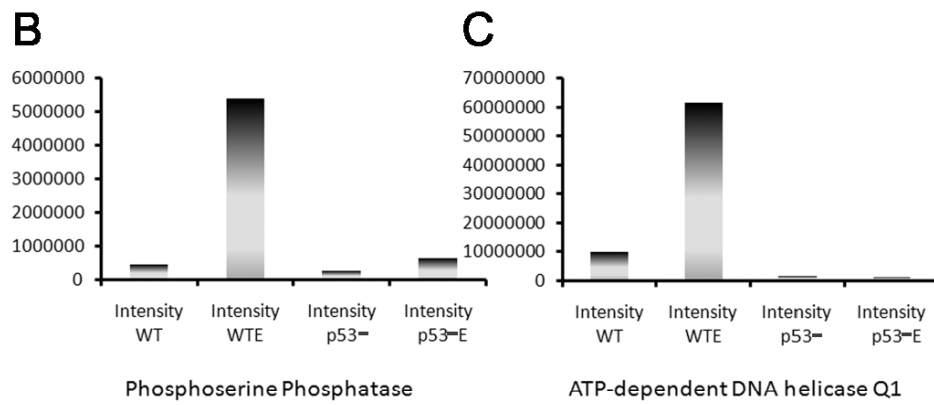 B
6000000
5000000
4000000
3000000
2000000
1000000
0
Intensity WT
Intensity WTE
Intensity p53−
Intensity p53−E
Phosphoserine Phosphatase
C
70000000
60000000
50000000
40000000
30000000
20000000
10000000
0
Intensity WT
Intensity WTE
Intensity p53−
Intensity p53−E
ATP-dependent DNA helicase Q1